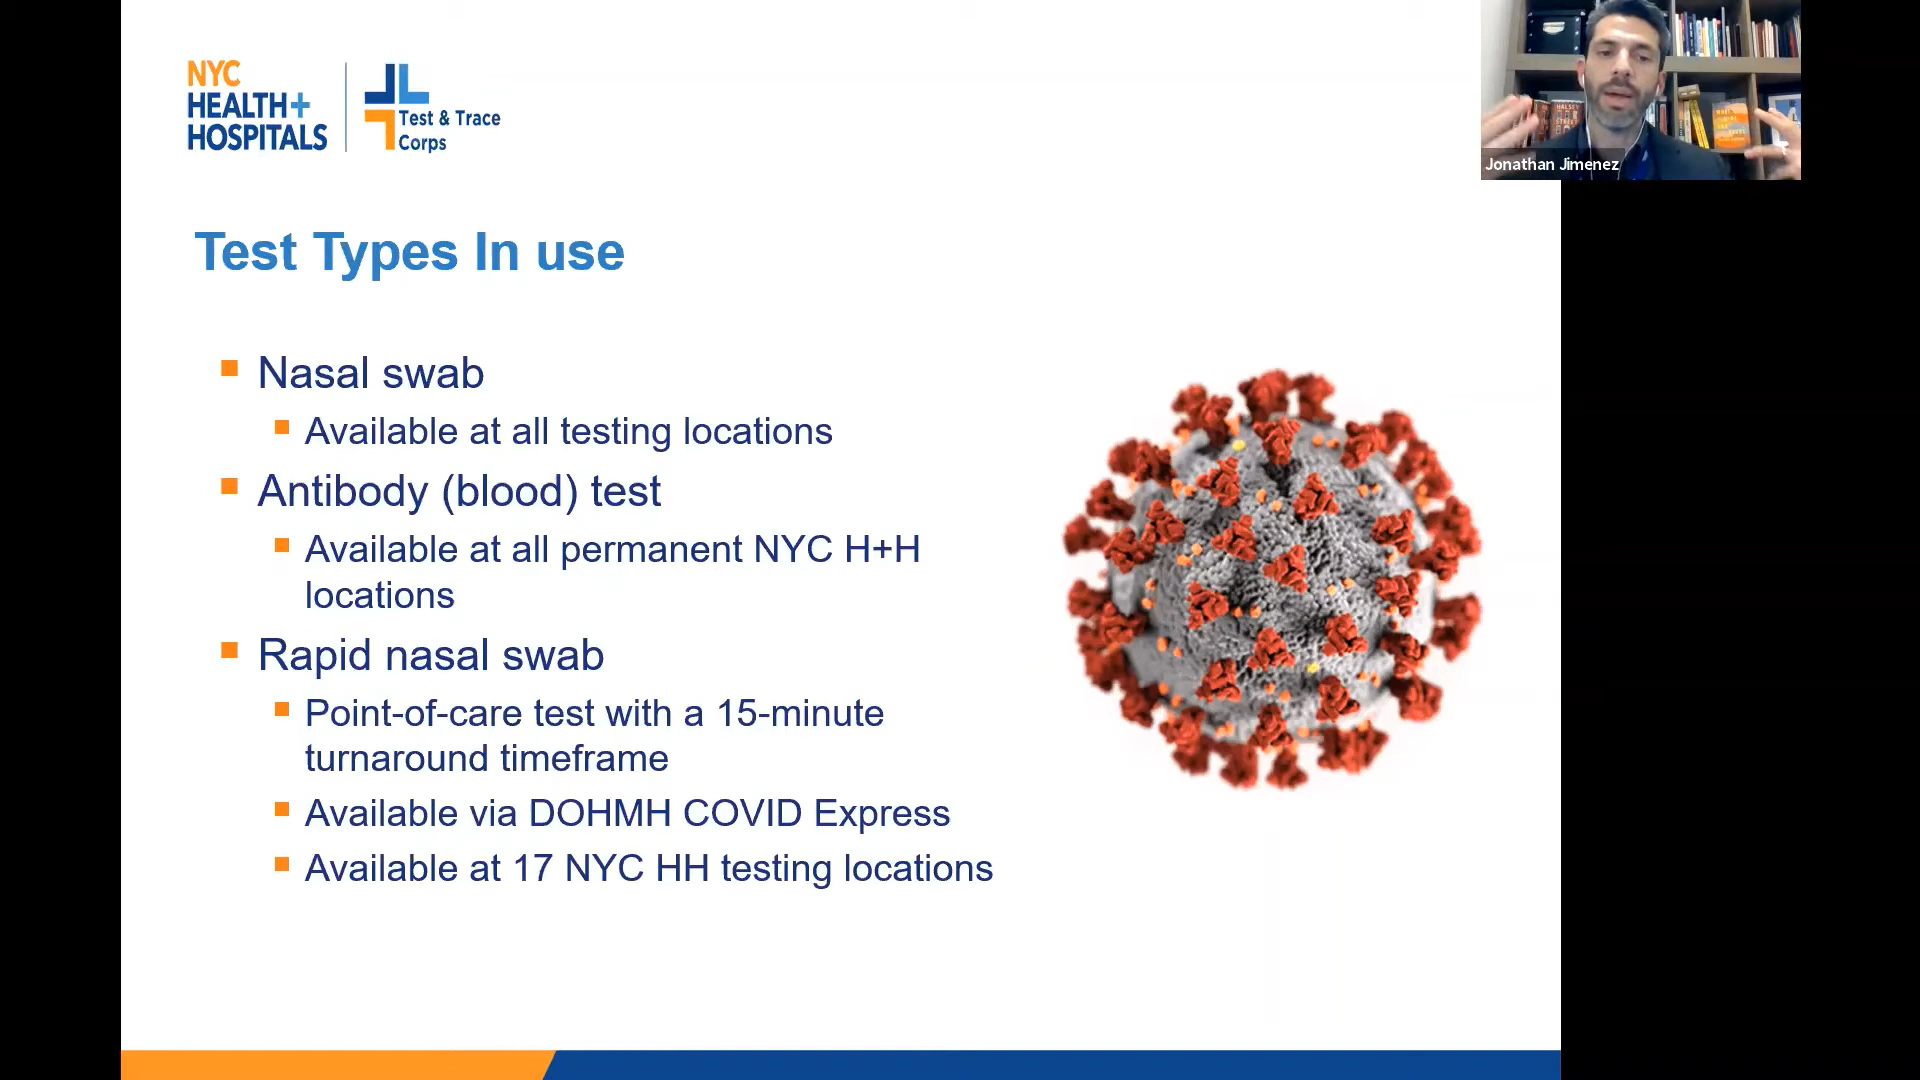 NYC
HEALTH+
HOSPITALS
Test & Trace
Corps
Jonathan Jimenez
Test Types In use
Nasal swab
Available at all testing locations
Antibody (blood) test
Available at all permanent NYC H+H
locations
Rapid nasal swab
Point-of-care test with a 15-minute
turnaround timeframe
Available via DOHMH COVID Express
Available at 17 NYC HH testing locations